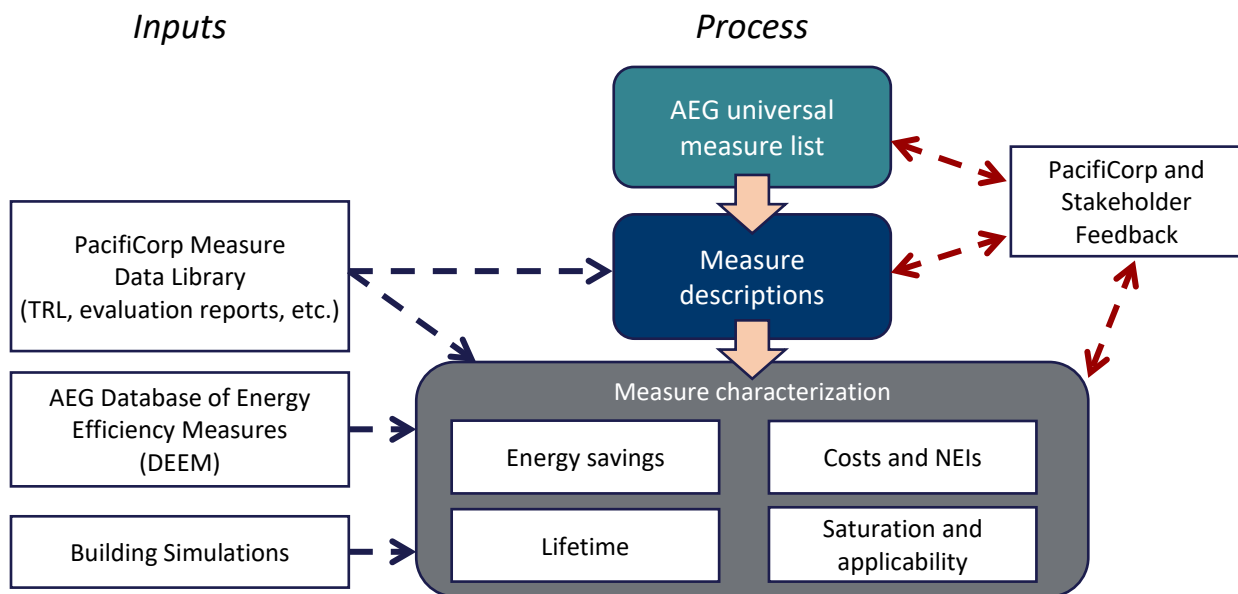 Inputs
Process
AEG universal
measure list
PacifiCorp and
Stakeholder
Feedback
PacifiCorp Measure
Data Library
(TRL, evaluation reports, etc.)
Measure
descriptions
AEG Database of Energy
Efficiency Measures
(DEEM)
Measure characterization
Energy savings
Costs and NEIs
Building Simulations
Lifetime
Saturation and
applicability